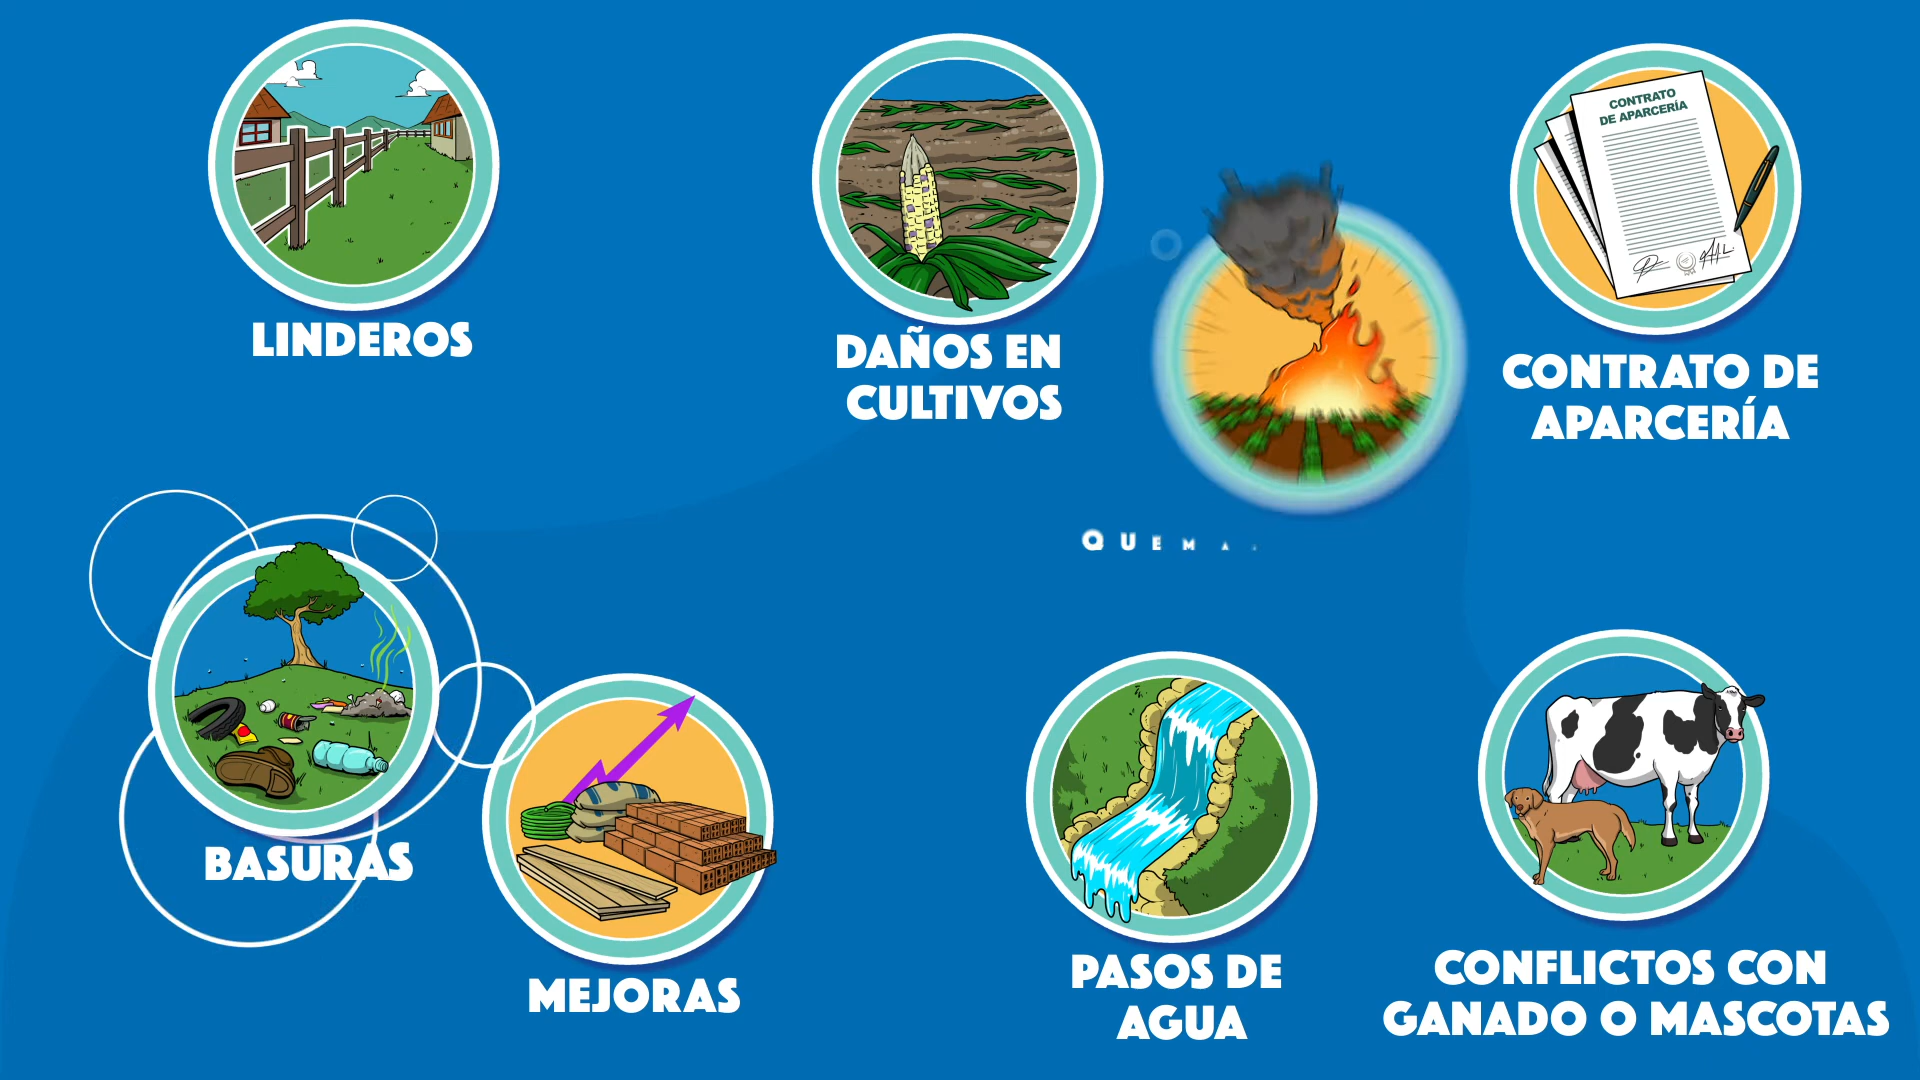 LINDEROS
DAÑOS EN
CULTIVOS
CONTRATO
DE APARCERÍA
CONTRATO DE
APARCERÍA
QUEMA
BASURAS
MEJORAS
PASOS DE
AGUA
CONFLICTOS CON
GANADO O MASCOTAS